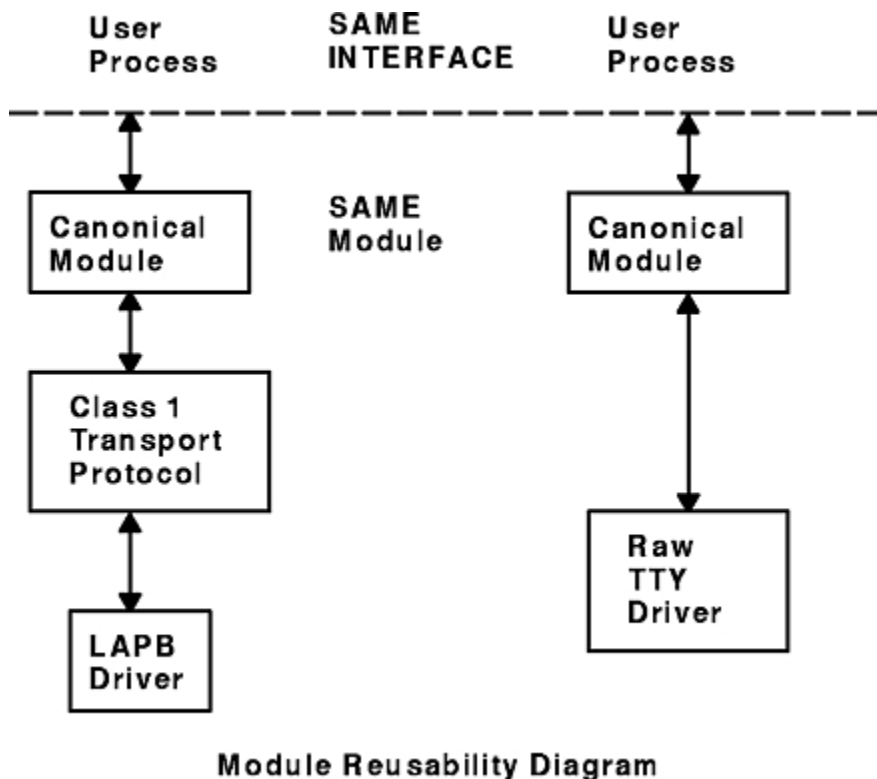 User
Process
SAME
INTERFACE
User
Process
Canonical
Module
SAME
Module
Canonical
Module
Class 1
Transport
Protocol
Raw
TTY
Driver
LAPB
Driver
Module Reusability Diagram